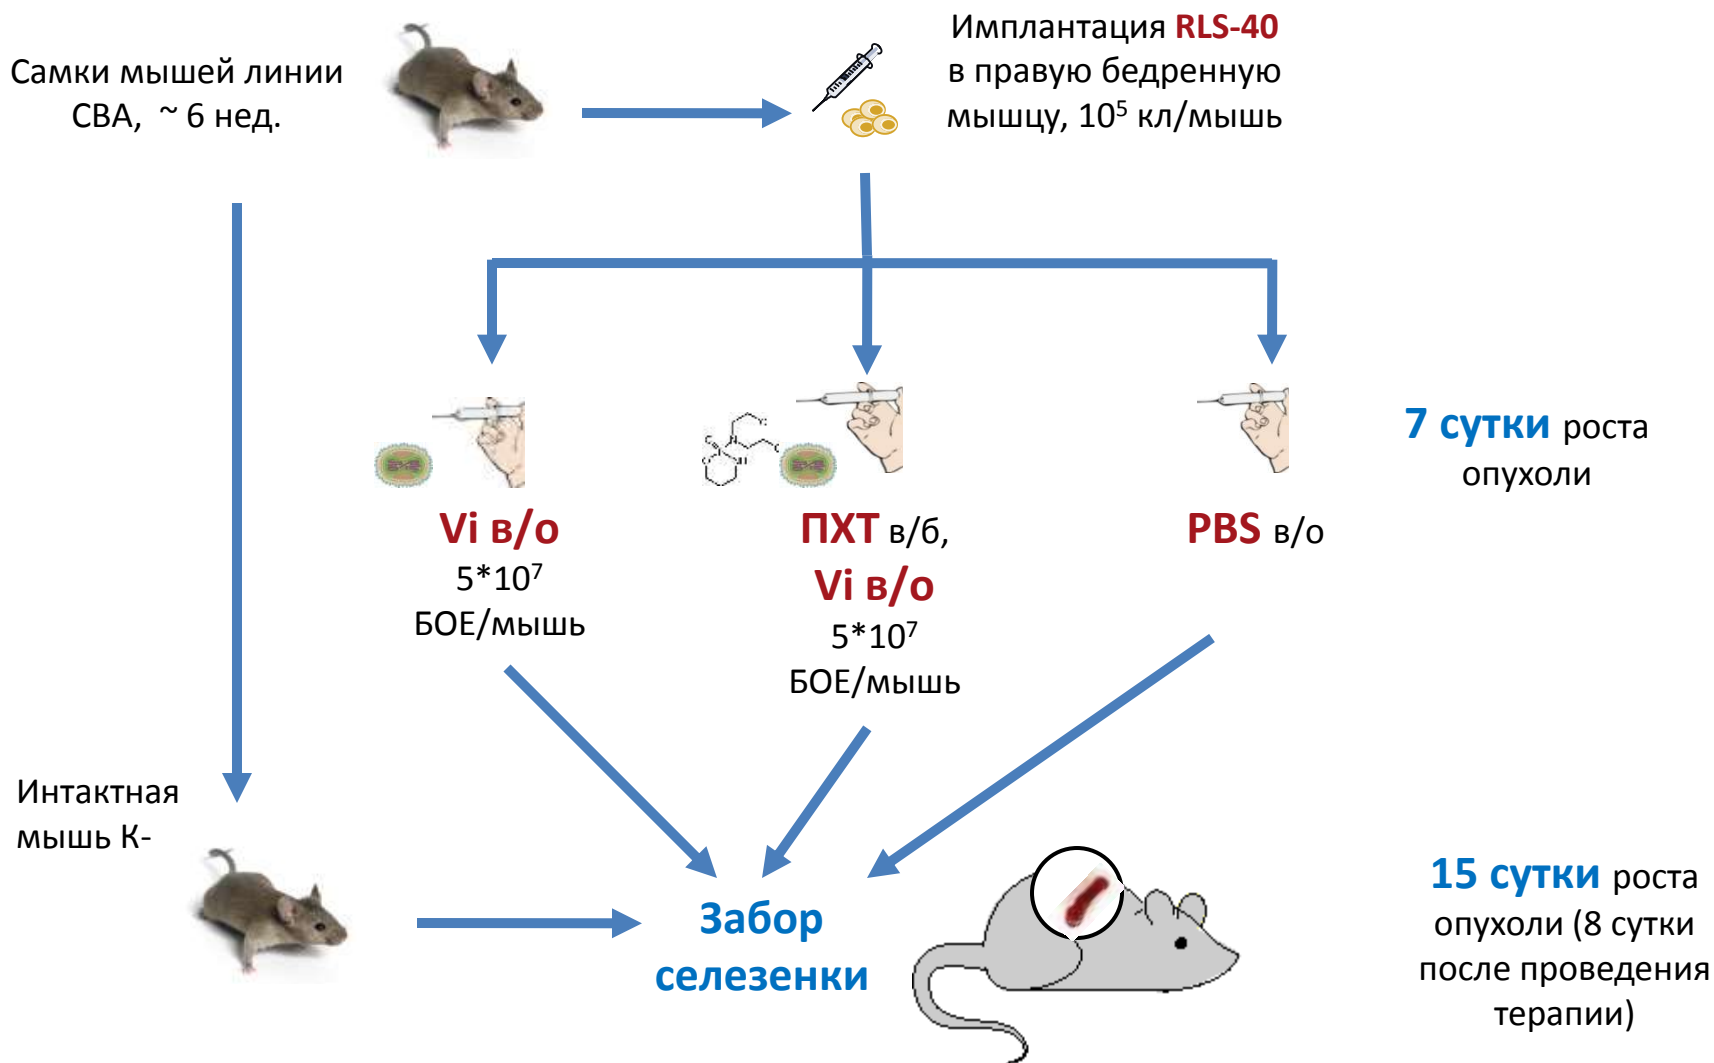 Самки мышей линии
CBA, ~ 6 нед.
Имплантация RLS-40
в правую бедренную
мышцу, 10⁵ кл/мышь
7 сутки роста
опухоли
Vi в/о
5*10⁷
БОЕ/мышь
ПХТ в/б,
Vi в/о
5*10⁷
БОЕ/мышь
PBS в/о
Интактная
мышь К-
Забор
селезенки
15 сутки роста
опухоли (8 сутки
после проведения
терапии)